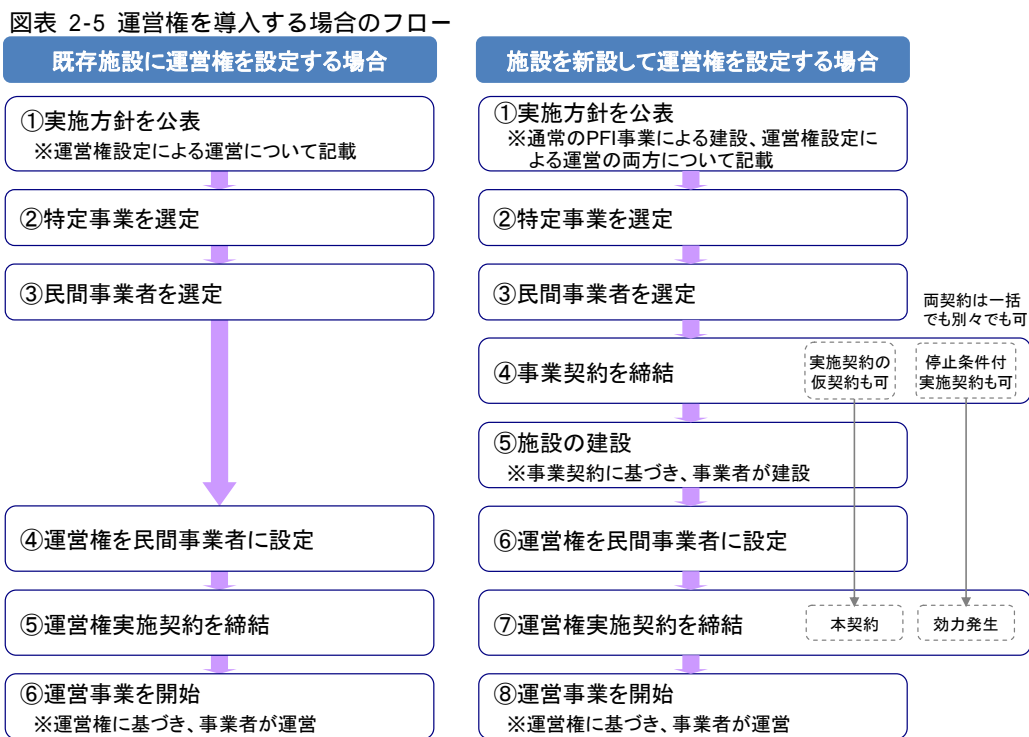 図表 2-5 運営権を導入する場合のフロー
既存施設に運営権を設定する場合
①実施方針を公表
※運営権設定による運営について記載
②特定事業を選定
③民間事業者を選定
④運営権を民間事業者に設定
⑤運営権実施契約を締結
⑥運営事業を開始
※運営権に基づき、事業者が運営
施設を新設して運営権を設定する場合
①実施方針を公表
※通常のPFI事業による建設、運営権設定に
よる運営の両方について記載
②特定事業を選定
③民間事業者を選定
両契約は一括
でも別々でも可
④事業契約を締結
実施契約の
仮契約も可
停止条件付
実施契約も可
⑤施設の建設
※事業契約に基づき、事業者が建設
⑥運営権を民間事業者に設定
⑦運営権実施契約を締結
本契約
効力発生
⑧運営事業を開始
※運営権に基づき、事業者が運営